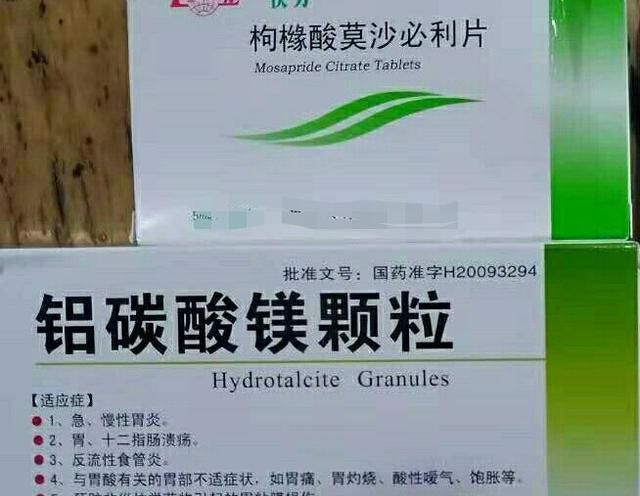 枸橼酸莫沙必利片
Mosapride Citrate Tablets
批准文号：国药准字H20093294
铝碳酸镁颗粒
Hydrotalcite Granules
【适应症】
● 1、急、慢性胃炎。
● 2、胃、十二指肠溃疡。
● 3、反流性食管炎。
● 4、与胃酸有关的胃部不适症状，如胃痛、胃灼烧、酸性嗳气、饱胀等。